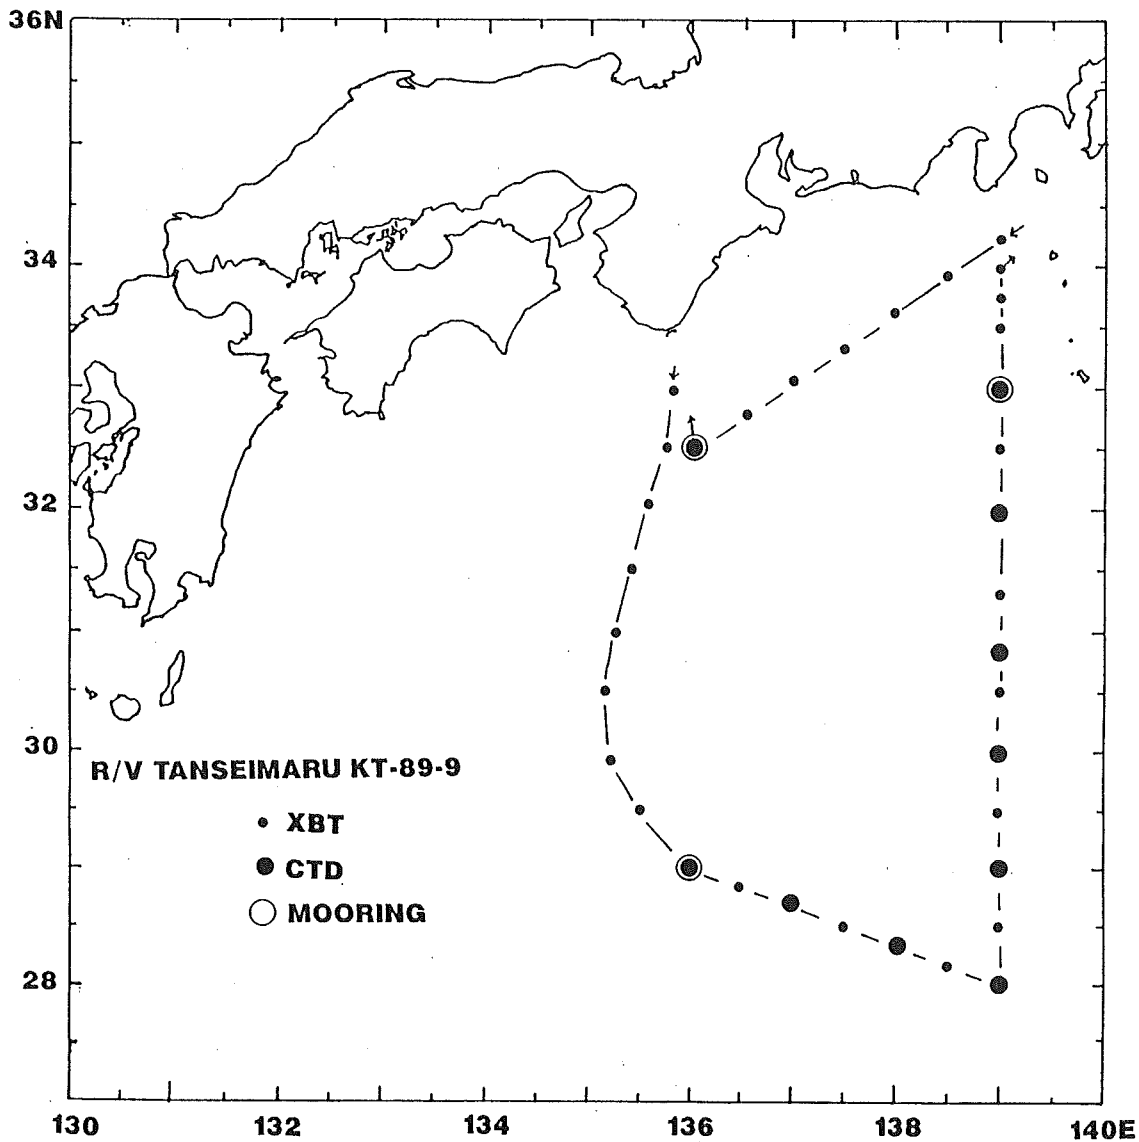 36N
34
32
30
28
R/V TANSEIMARU KT-89-9
XBT
CTD
MOORING
130 132 134 136 138 140E